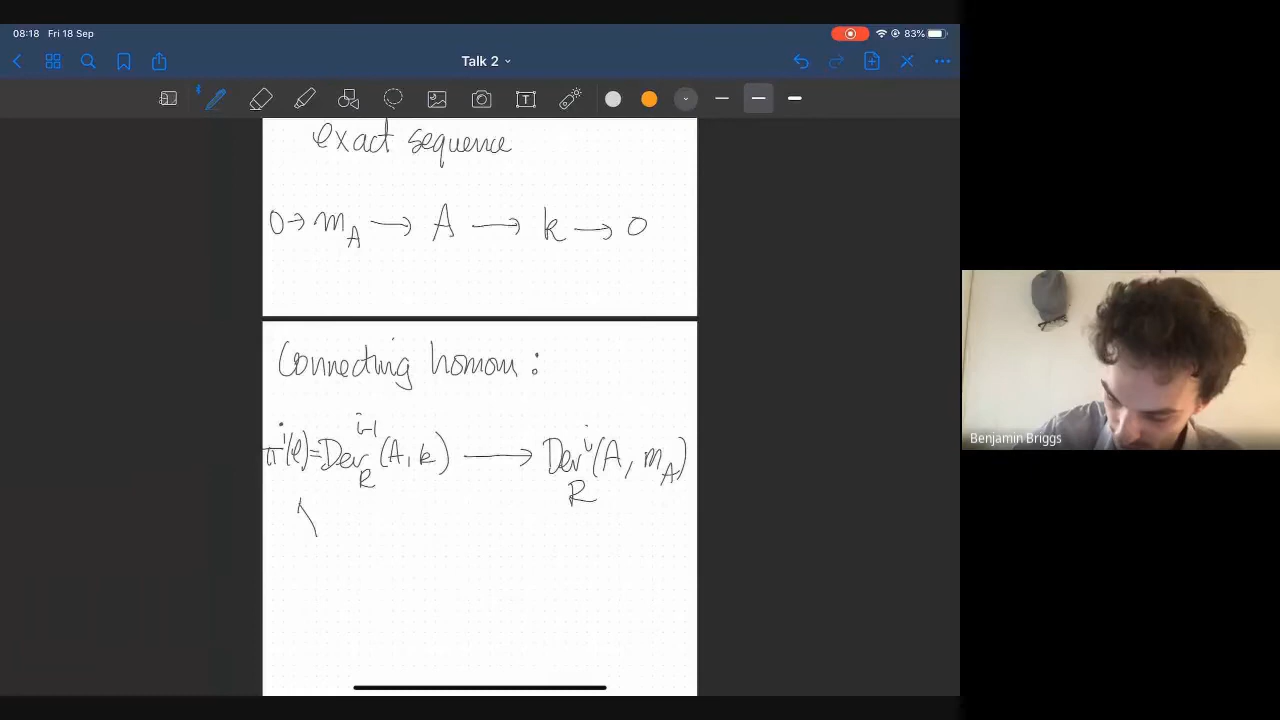 08:18 Fri 18 Sep
83%
Talk 2
exact sequence
0 → m_A → A → k → 0
Connecting homom :
π^i(φ) = Der_R^{i-1}(A, k) → Der_R^i(A, m_A)
Benjamin Briggs